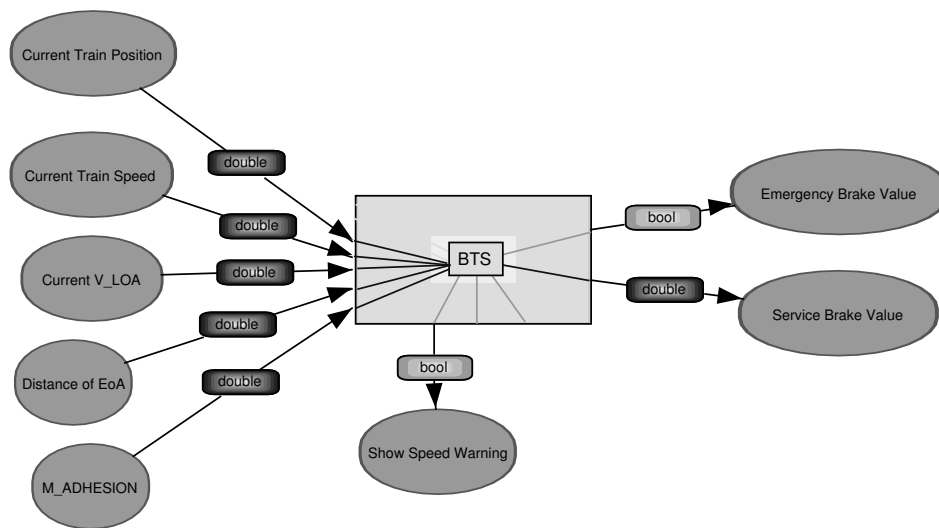 Current Train Position
double
Current Train Speed
double
Current V_LOA
double
Distance of EoA
double
M_ADHESION
double
BTS
bool
Emergency Brake Value
double
Service Brake Value
bool
Show Speed Warning